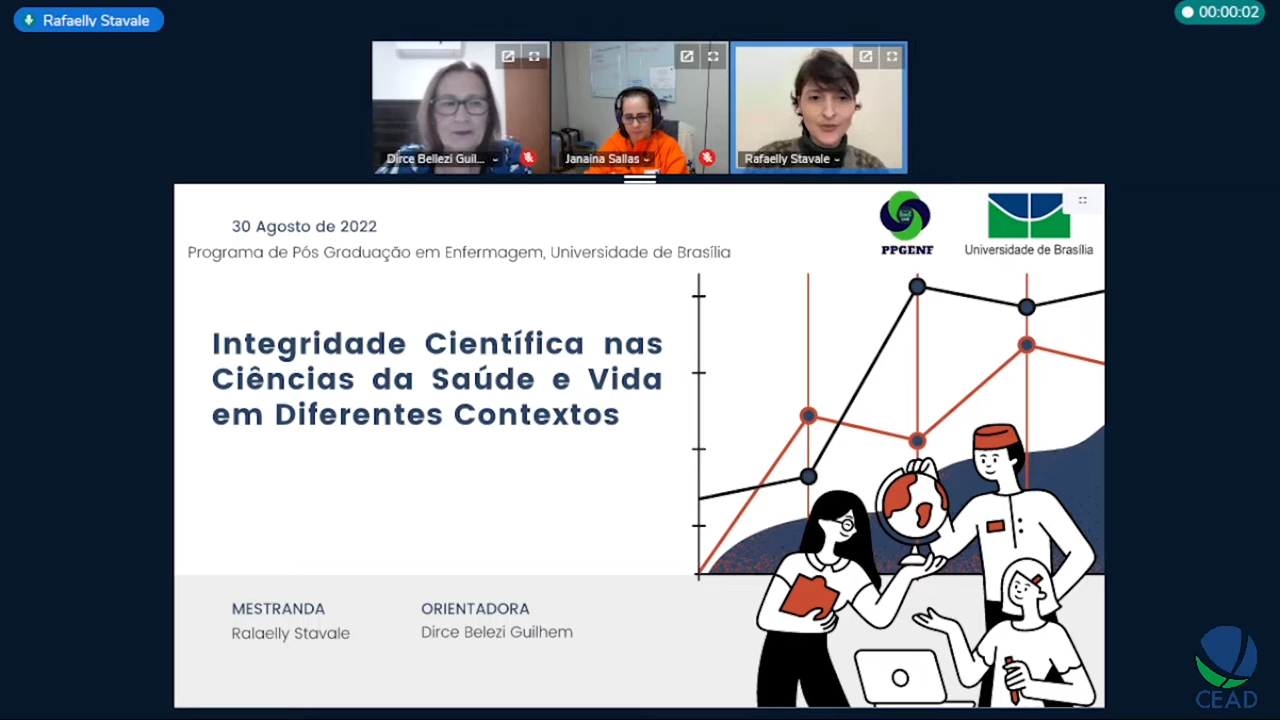 Rafaelly Stavale
00:00:02
Dirce Bellezi Guil...
Janaina Sallas
Rafaelly Stavale
30 Agosto de 2022
Programa de Pós Graduação em Enfermagem, Universidade de Brasília
PPGENF
Universidade de Brasília
Integridade Científica nas
Ciências da Saúde e Vida
em Diferentes Contextos
MESTRANDA
Ralaelly Stavale
ORIENTADORA
Dirce Belezi Guilhem
CEAD